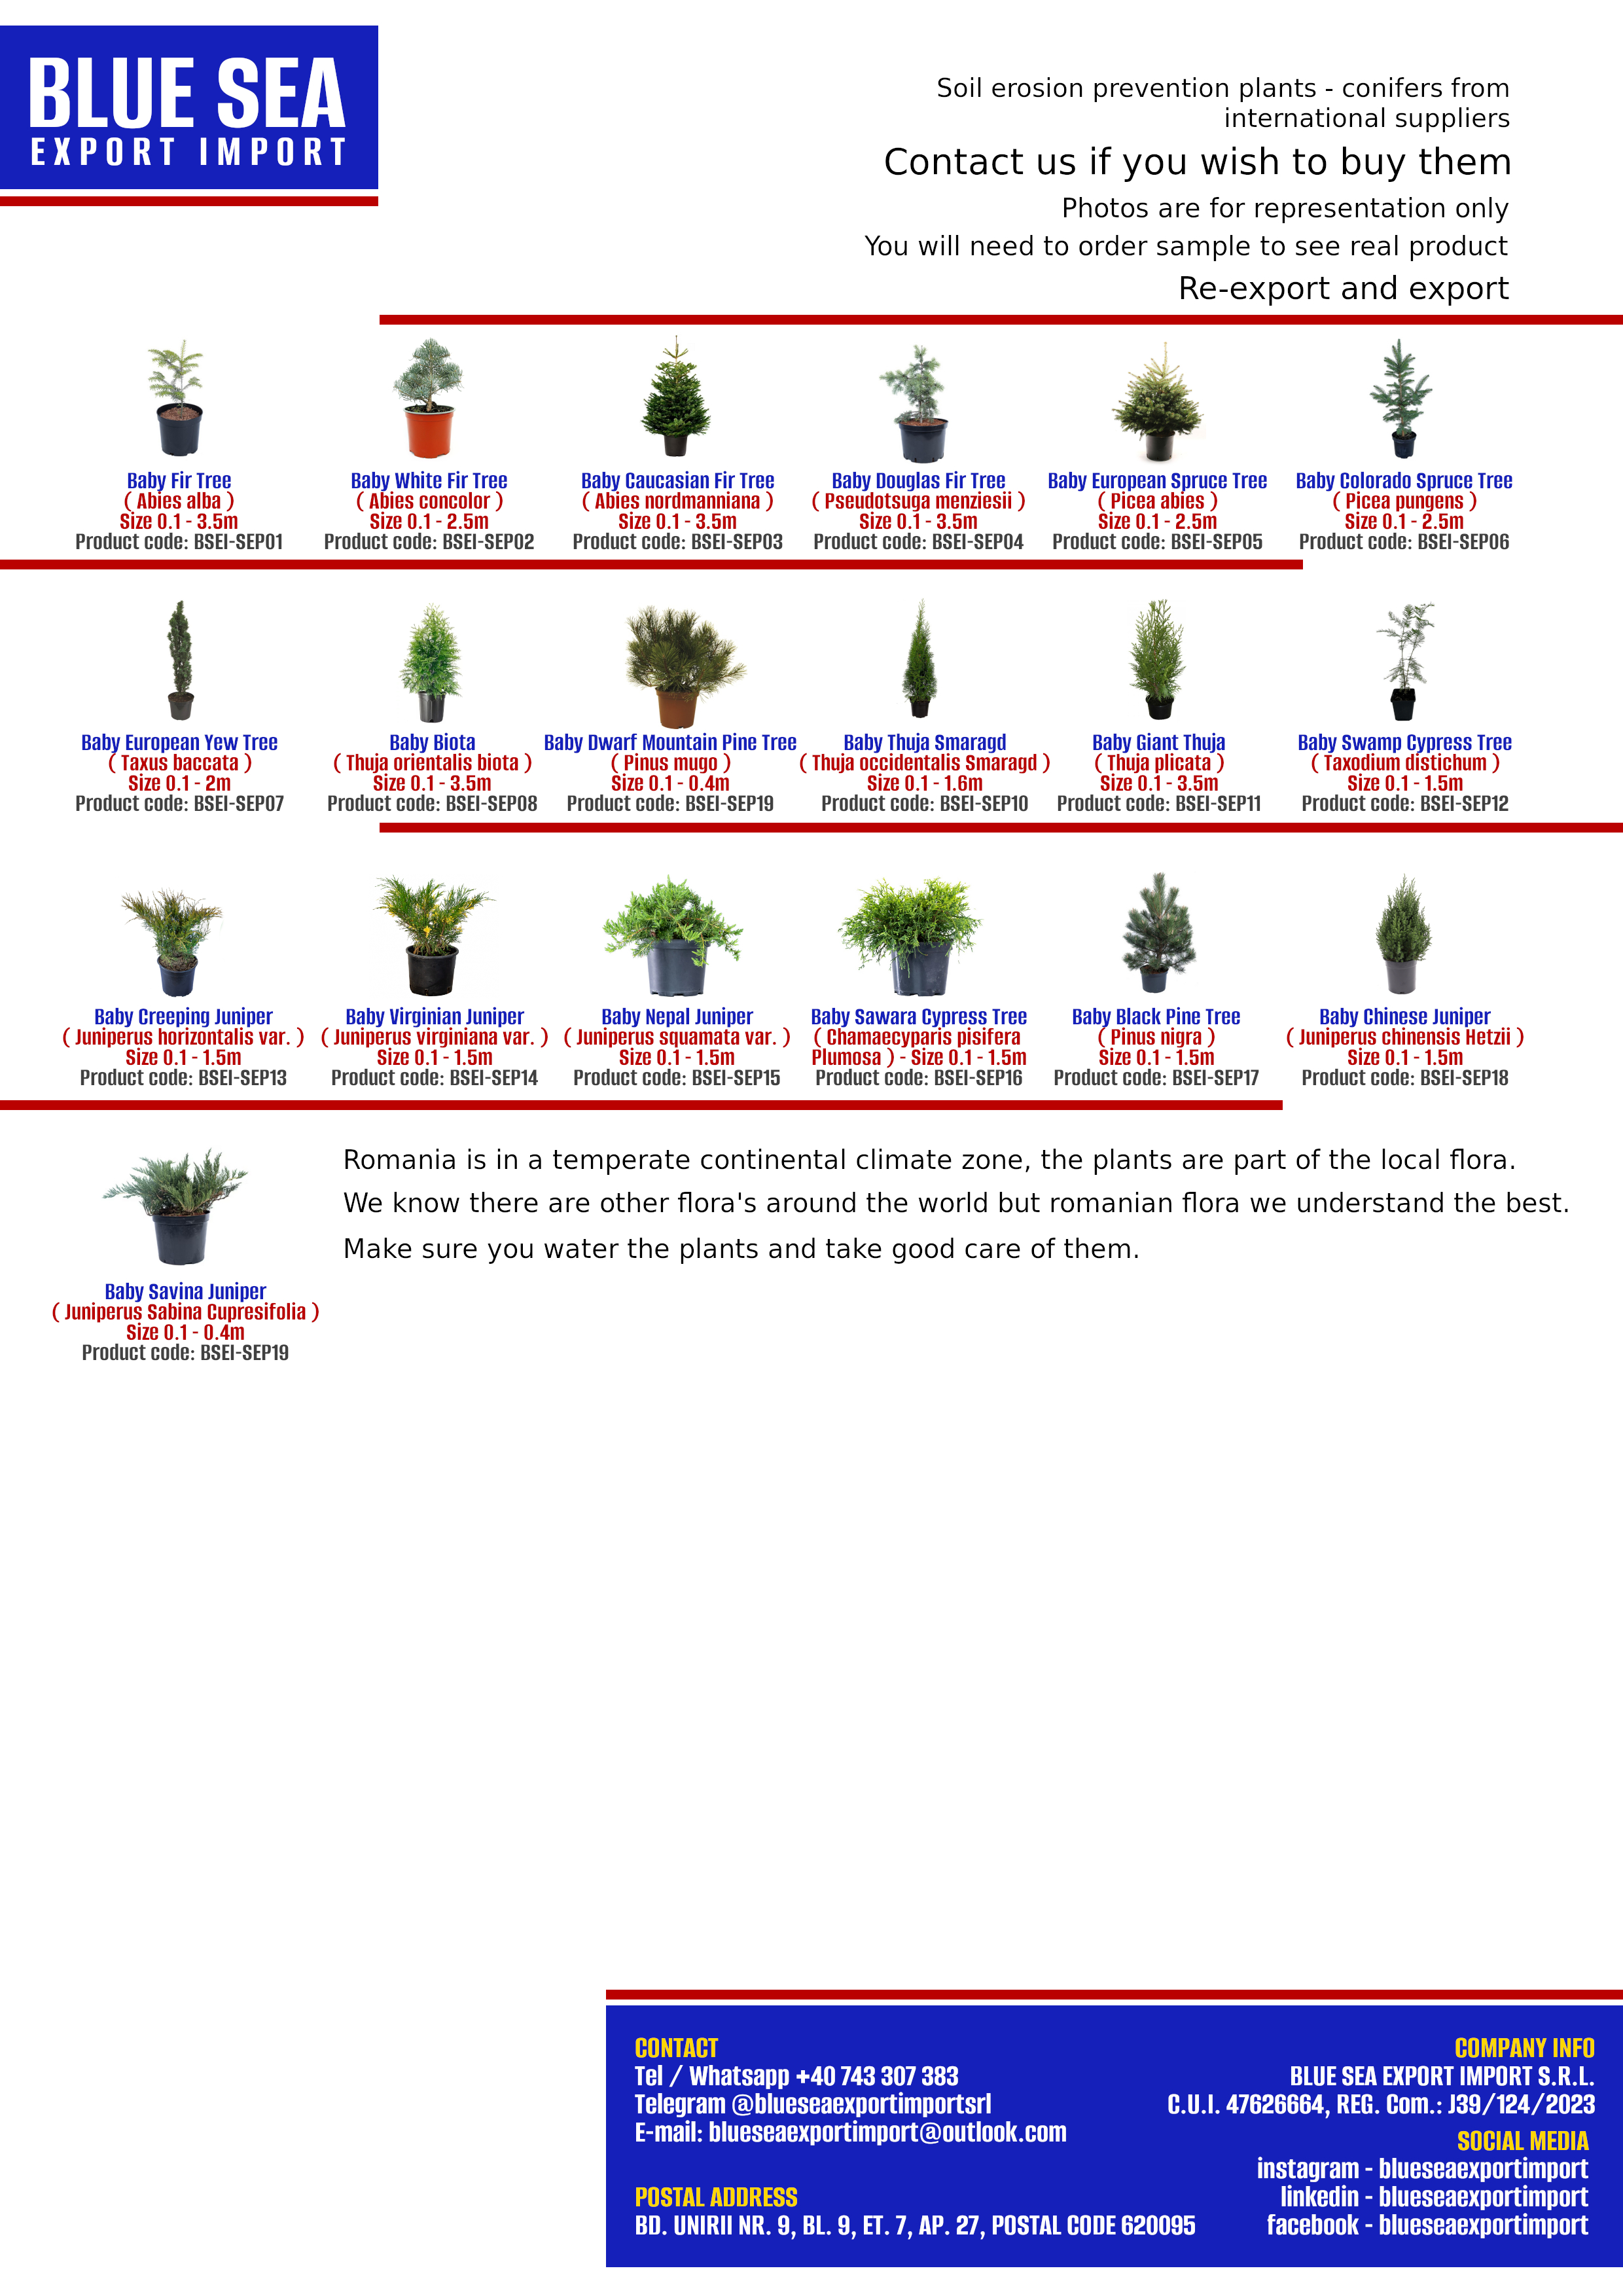 BLUE SEA
EXPORT IMPORT
Soil erosion prevention plants - conifers from
international suppliers
Contact us if you wish to buy them
Photos are for representation only
You will need to order sample to see real product
Re-export and export
Baby Fir Tree
( Abies alba )
Size 0.1 - 3.5m
Product code: BSEI-SEP01
Baby White Fir Tree
( Abies concolor )
Size 0.1 - 2.5m
Product code: BSEI-SEP02
Baby Caucasian Fir Tree
( Abies nordmanniana )
Size 0.1 - 3.5m
Product code: BSEI-SEP03
Baby Douglas Fir Tree
( Pseudotsuga menziesii )
Size 0.1 - 3.5m
Product code: BSEI-SEP04
Baby European Spruce Tree
( Picea abies )
Size 0.1 - 2.5m
Product code: BSEI-SEP05
Baby Colorado Spruce Tree
( Picea pungens )
Size 0.1 - 2.5m
Product code: BSEI-SEP06
Baby European Yew Tree
( Taxus baccata )
Size 0.1 - 2m
Product code: BSEI-SEP07
Baby Biota
( Thuja orientalis biota )
Size 0.1 - 3.5m
Product code: BSEI-SEP08
Baby Dwarf Mountain Pine Tree
( Pinus mugo )
Size 0.1 - 0.4m
Product code: BSEI-SEP19
Baby Thuja Smaragd
( Thuja occidentalis Smaragd )
Size 0.1 - 1.6m
Product code: BSEI-SEP10
Baby Giant Thuja
( Thuja plicata )
Size 0.1 - 3.5m
Product code: BSEI-SEP11
Baby Swamp Cypress Tree
( Taxodium distichum )
Size 0.1 - 1.5m
Product code: BSEI-SEP12
Baby Creeping Juniper
( Juniperus horizontalis var. )
Size 0.1 - 1.5m
Product code: BSEI-SEP13
Baby Virginian Juniper
( Juniperus virginiana var. )
Size 0.1 - 1.5m
Product code: BSEI-SEP14
Baby Nepal Juniper
( Juniperus squamata var. )
Size 0.1 - 1.5m
Product code: BSEI-SEP15
Baby Sawara Cypress Tree
( Chamaecyparis pisifera
Plumosa ) - Size 0.1 - 1.5m
Product code: BSEI-SEP16
Baby Black Pine Tree
( Pinus nigra )
Size 0.1 - 1.5m
Product code: BSEI-SEP17
Baby Chinese Juniper
( Juniperus chinensis Hetzii )
Size 0.1 - 1.5m
Product code: BSEI-SEP18
Baby Savina Juniper
( Juniperus Sabina Cupresifolia )
Size 0.1 - 0.4m
Product code: BSEI-SEP19
Romania is in a temperate continental climate zone, the plants are part of the local flora.
We know there are other flora's around the world but romanian flora we understand the best.
Make sure you water the plants and take good care of them.
CONTACT
Tel / Whatsapp +40 743 307 383
Telegram @blueseaexportimportsrl
E-mail: blueseaexportimport@outlook.com
POSTAL ADDRESS
BD. UNIRII NR. 9, BL. 9, ET. 7, AP. 27, POSTAL CODE 620095
COMPANY INFO
BLUE SEA EXPORT IMPORT S.R.L.
C.U.I. 47626664, REG. Com.: J39/124/2023
SOCIAL MEDIA
instagram - blueseaexportimport
linkedin - blueseaexportimport
facebook - blueseaexportimport